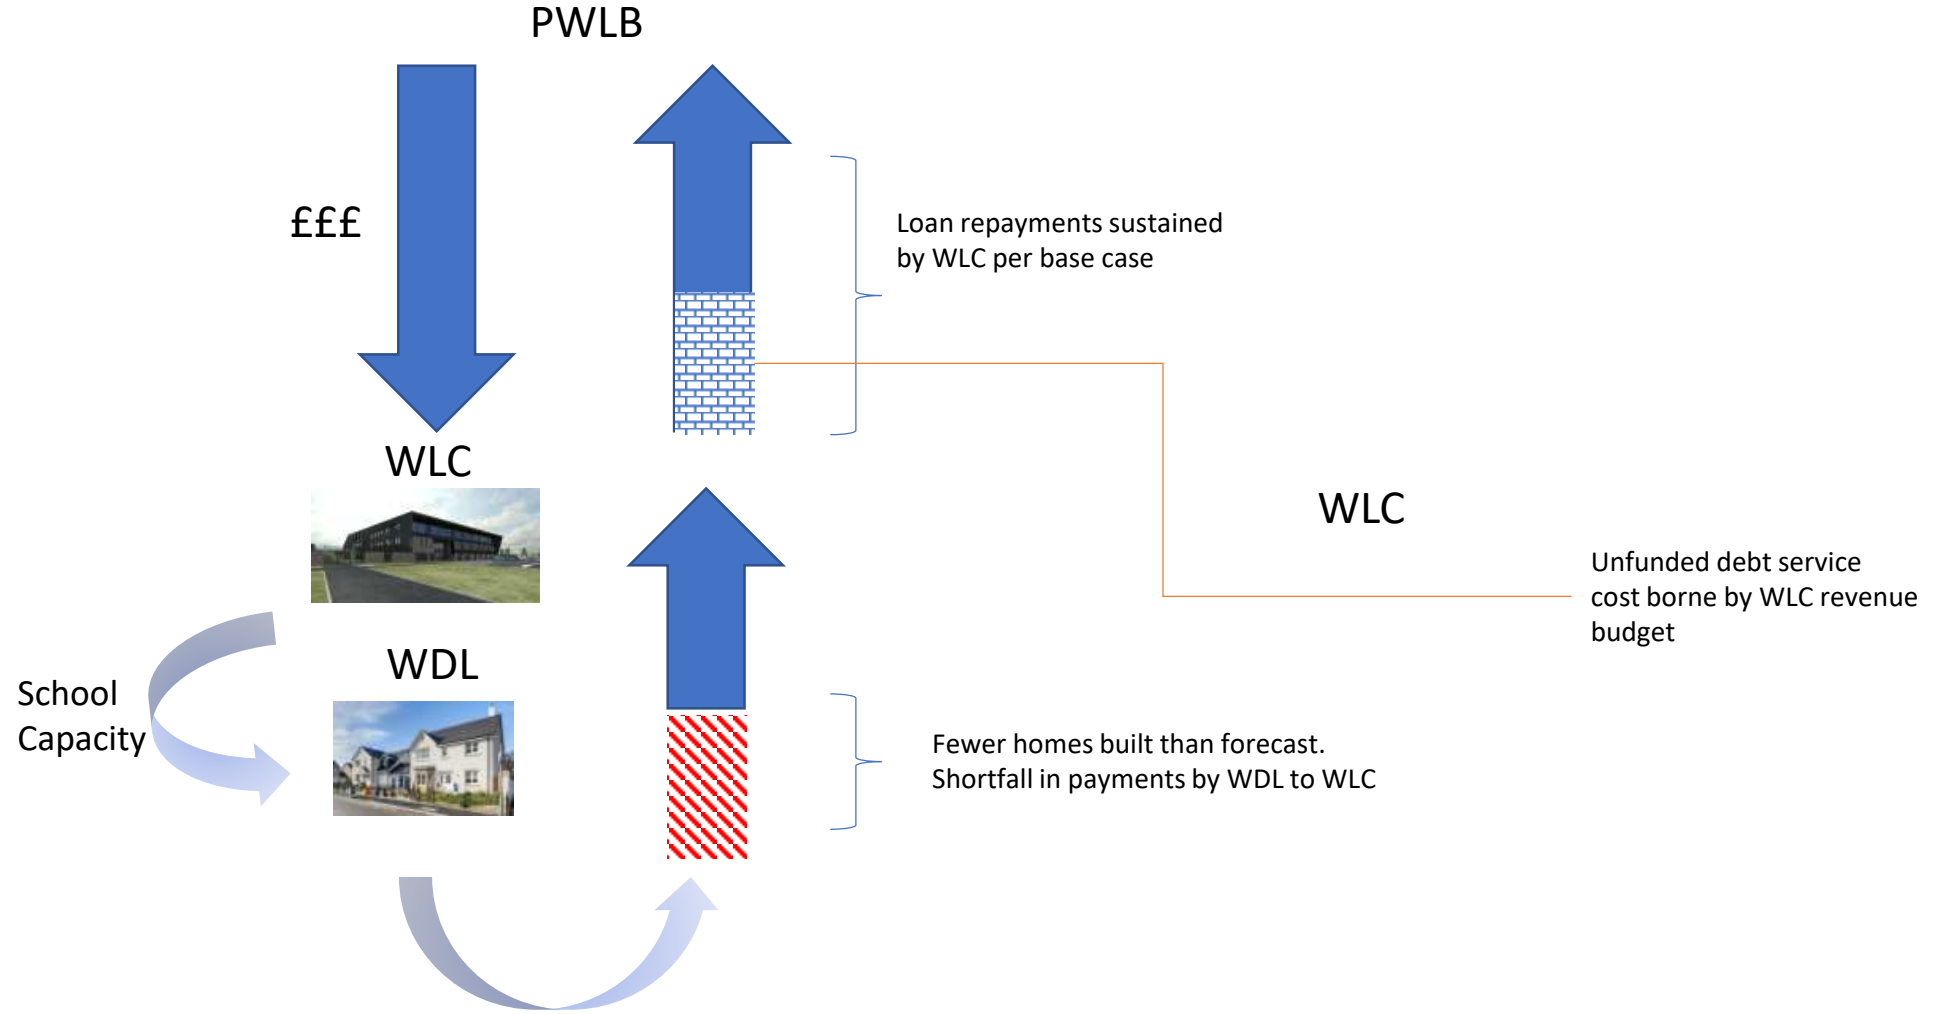 PWLB
£££
Loan repayments sustained
by WLC per base case
WLC
WLC
Unfunded debt service
cost borne by WLC revenue
budget
WDL
School
Capacity
Fewer homes built than forecast.
Shortfall in payments by WDL to WLC